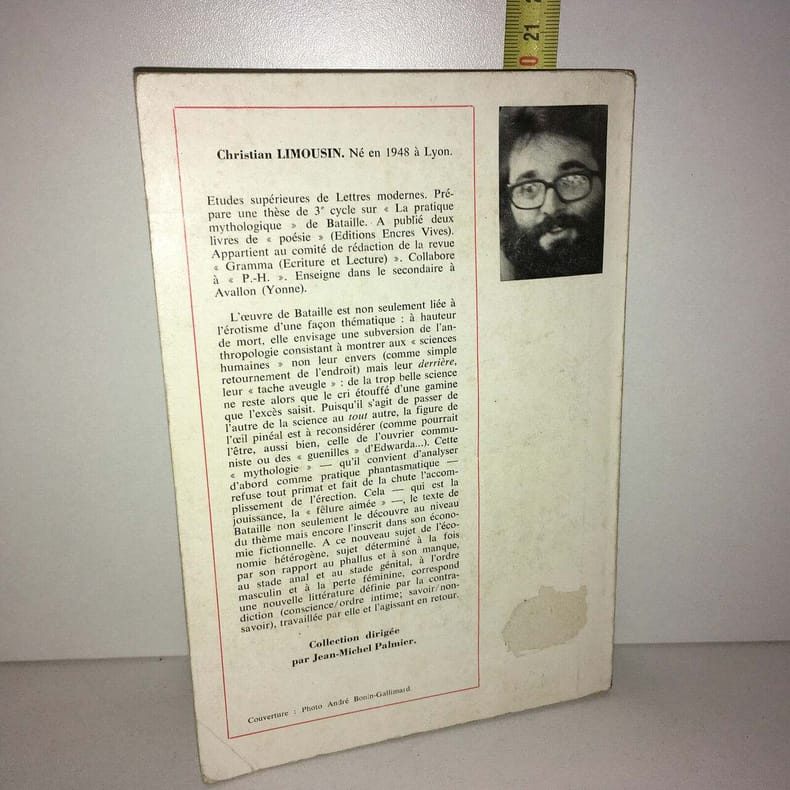 21
Christian LIMOUSIN. Né en 1948 à Lyon.
Etudes supérieures de Lettres modernes. Pré-
pare une thèse de 3e cycle sur « La pratique
mythologique » de Bataille. A publié deux
livres de « poésie » (Editions Encres Vives).
Appartient au comité de rédaction de la revue
« Gramma (Ecriture et Lecture) ». Collabore
à « P.-H. ». Enseigne dans le secondaire à
Avallon (Yonne).
L'œuvre de Bataille est non seulement liée à
l'érotisme d'une façon thématique : à hauteur
de mort, elle envisage une subversion de l'an-
thropologie consistant à montrer aux « sciences
humaines » non leur envers (comme simple
retournement de l'endroit) mais leur derrière,
leur « tache aveugle » : de la trop belle science
ne reste alors que le cri étouffé d'une gamine
que l'excès saisit. Puisqu'il s'agit de passer de
l'autre de la science au tout autre, la figure de
l'œil pinéal est à reconsidérer (comme pourrait
l'être, aussi bien, celle de l'ouvrier commu-
niste ou des « guenilles » d'Edwarda...). Cette
« mythologie » — qu'il convient d'analyser
d'abord comme pratique phantasmatique —
refuse tout primat et fait de la chute l'accom-
plissement de l'érection. Cela — qui est la
jouissance, la « fêlure aimée » —, le texte de
Bataille non seulement le découvre au niveau
du thème mais encore l'inscrit dans son écono-
mie fictionnelle. A ce nouveau sujet de l'éco-
nomie hétérogène, sujet déterminé à la fois
par son rapport au phallus et à son manque,
au stade anal et au stade génital, à l'ordre
masculin et à la perte féminine, correspond
une nouvelle littérature définie par la contra-
diction (conscience/ordre intime; savoir/non-
savoir), travaillée par elle et l'agissant en retour.
Collection dirigée
par Jean-Michel Palmier.
Couverture : Photo André Bonin-Gallimard